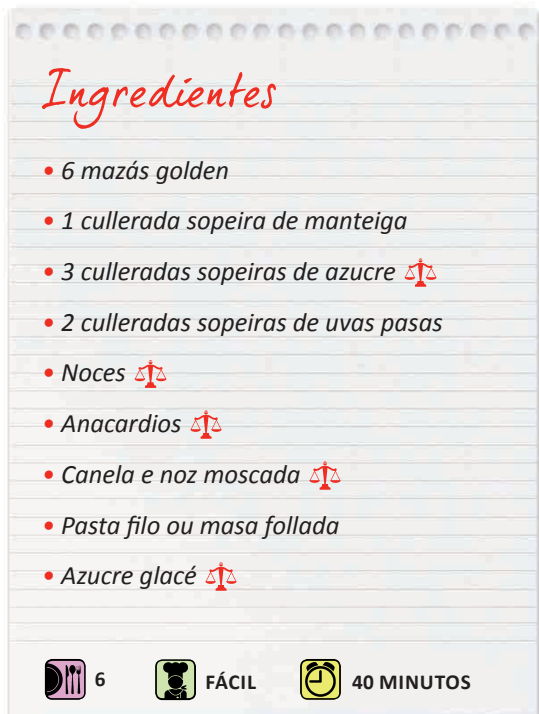 Ingredientes
• 6 mazás golden
• 1 cullerada sopeira de manteiga
• 3 culleradas sopeiras de azucre
• 2 culleradas sopeiras de uvas pasas
• Noces
• Anacardios
• Canela e noz moscada
• Pasta filo ou masa follada
• Azucre glacé
6 FÁCIL 40 MINUTOS